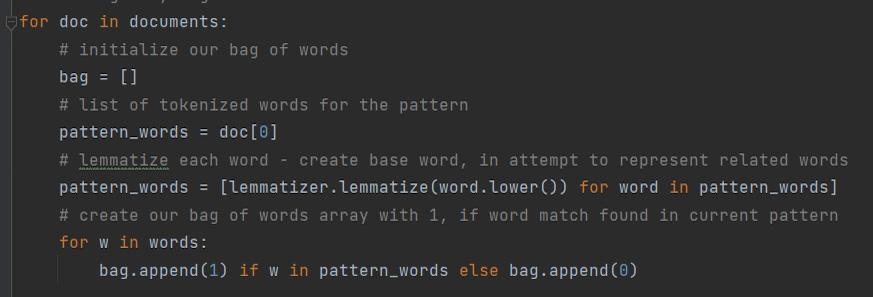 for doc in documents:
    # initialize our bag of words
    bag = []
    # list of tokenized words for the pattern
    pattern_words = doc[0]
    # lemmatize each word - create base word, in attempt to represent related words
    pattern_words = [lemmatizer.lemmatize(word.lower()) for word in pattern_words]
    # create our bag of words array with 1, if word match found in current pattern
    for w in words:
        bag.append(1) if w in pattern_words else bag.append(0)